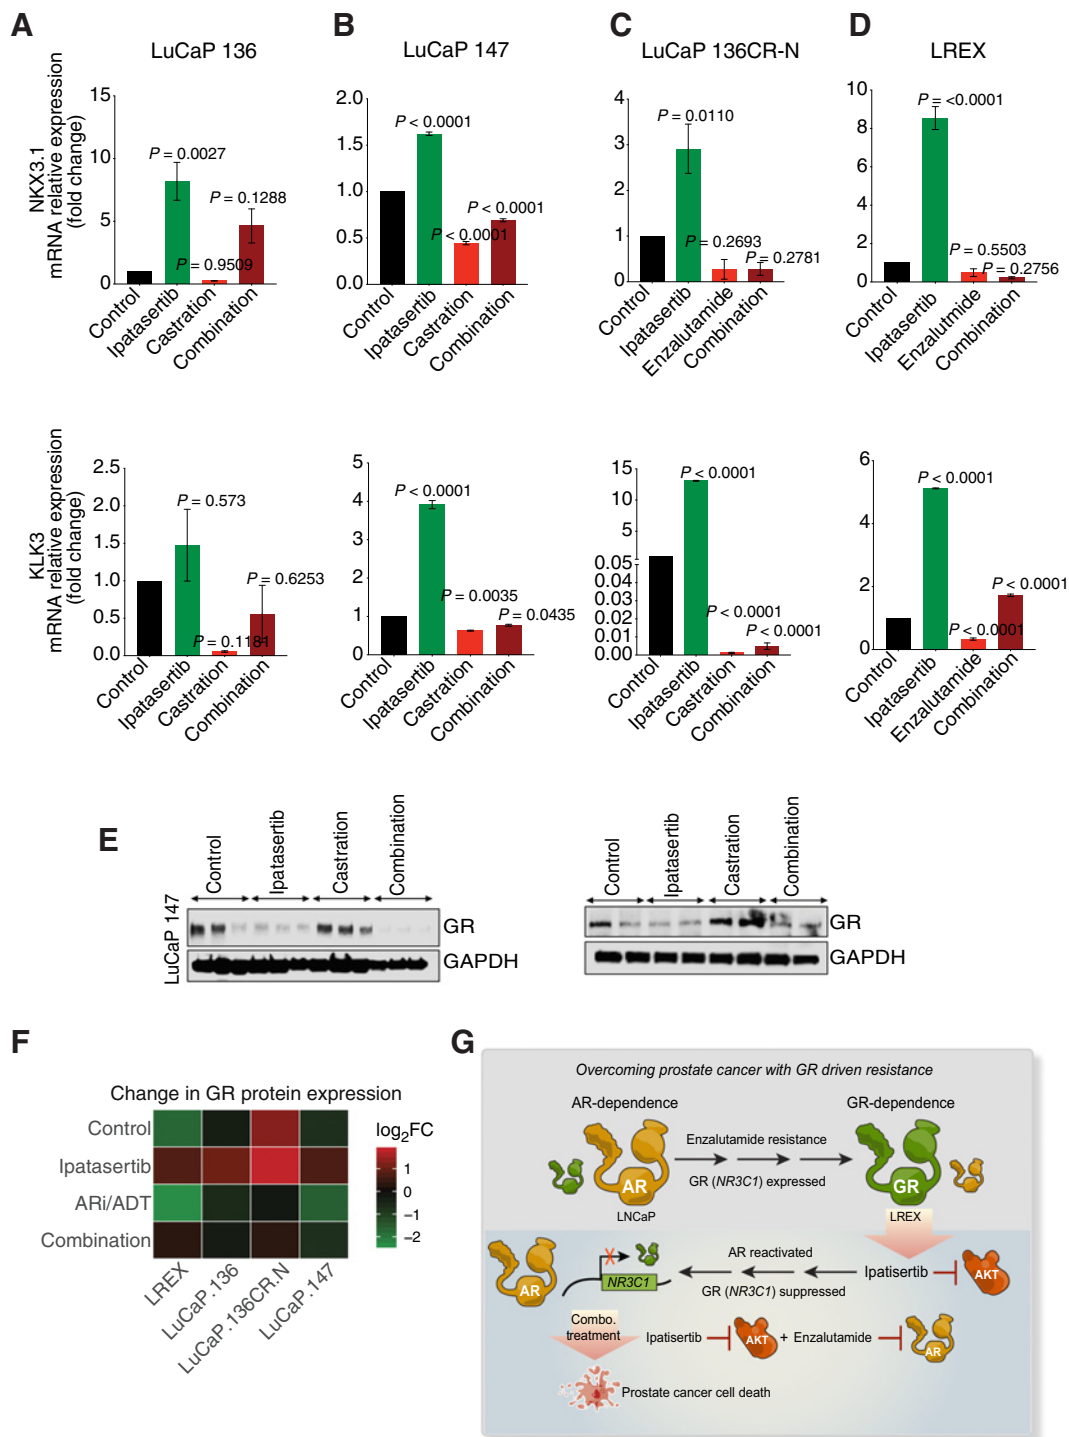 A
B
C
D
LuCaP 136
LuCaP 147
LuCaP 136CR-N
LREX
NKX3.1
mRNA relative expression
(fold change)
15
10
5
0
P = 0.0027
P = 0.9509
P = 0.1288
Control
Ipatasertib
Castration
Combination
2.0
1.5
1.0
0.5
0.0
P < 0.0001
P < 0.0001
P < 0.0001
Control
Ipatasertib
Castration
Combination
4
3
2
1
0
P = 0.0110
P = 0.2693
P = 0.2781
Control
Ipatasertib
Enzalutamide
Combination
10
8
6
4
2
0
P = <0.0001
P = 0.5503
P = 0.2756
Control
Ipatasertib
Enzalutmide
Combination
KLK3
mRNA relative expression
(fold change)
2.5
2.0
1.5
1.0
0.5
0.0
P = 0.573
P = 0.1181
P = 0.6253
Control
Ipatasertib
Castration
Combination
5
4
3
2
1
0
P < 0.0001
P = 0.0035
P = 0.0435
Control
Ipatasertib
Castration
Combination
15
10
5
0.05
0.04
0.03
0.02
0.01
0.00
P < 0.0001
P < 0.0001
P < 0.0001
Control
Ipatasertib
Castration
Combination
6
4
2
0
P < 0.0001
P < 0.0001
P < 0.0001
Control
Ipatasertib
Enzalutamide
Combination
E
LuCaP 147
Control
Ipatasertib
Castration
Combination
GR
GAPDH
Control
Ipatasertib
Castration
Combination
GR
GAPDH
F
Change in GR protein expression
Control
Ipatasertib
ARi/ADT
Combination
LREX
LuCaP.136
LuCaP.136CR.N
LuCaP.147
log2FC
1
0
−1
−2
G
Overcoming prostate cancer with GR driven resistance
AR-dependence
GR-dependence
Enzalutamide resistance
GR (NR3C1) expressed
AR
GR
LNCaP
LREX
AR reactivated
GR (NR3C1) suppressed
Ipatisertib
AKT
AR
NR3C1
Combo.
treatment
Ipatisertib
AKT
+ Enzalutamide
AR
Prostate cancer cell death